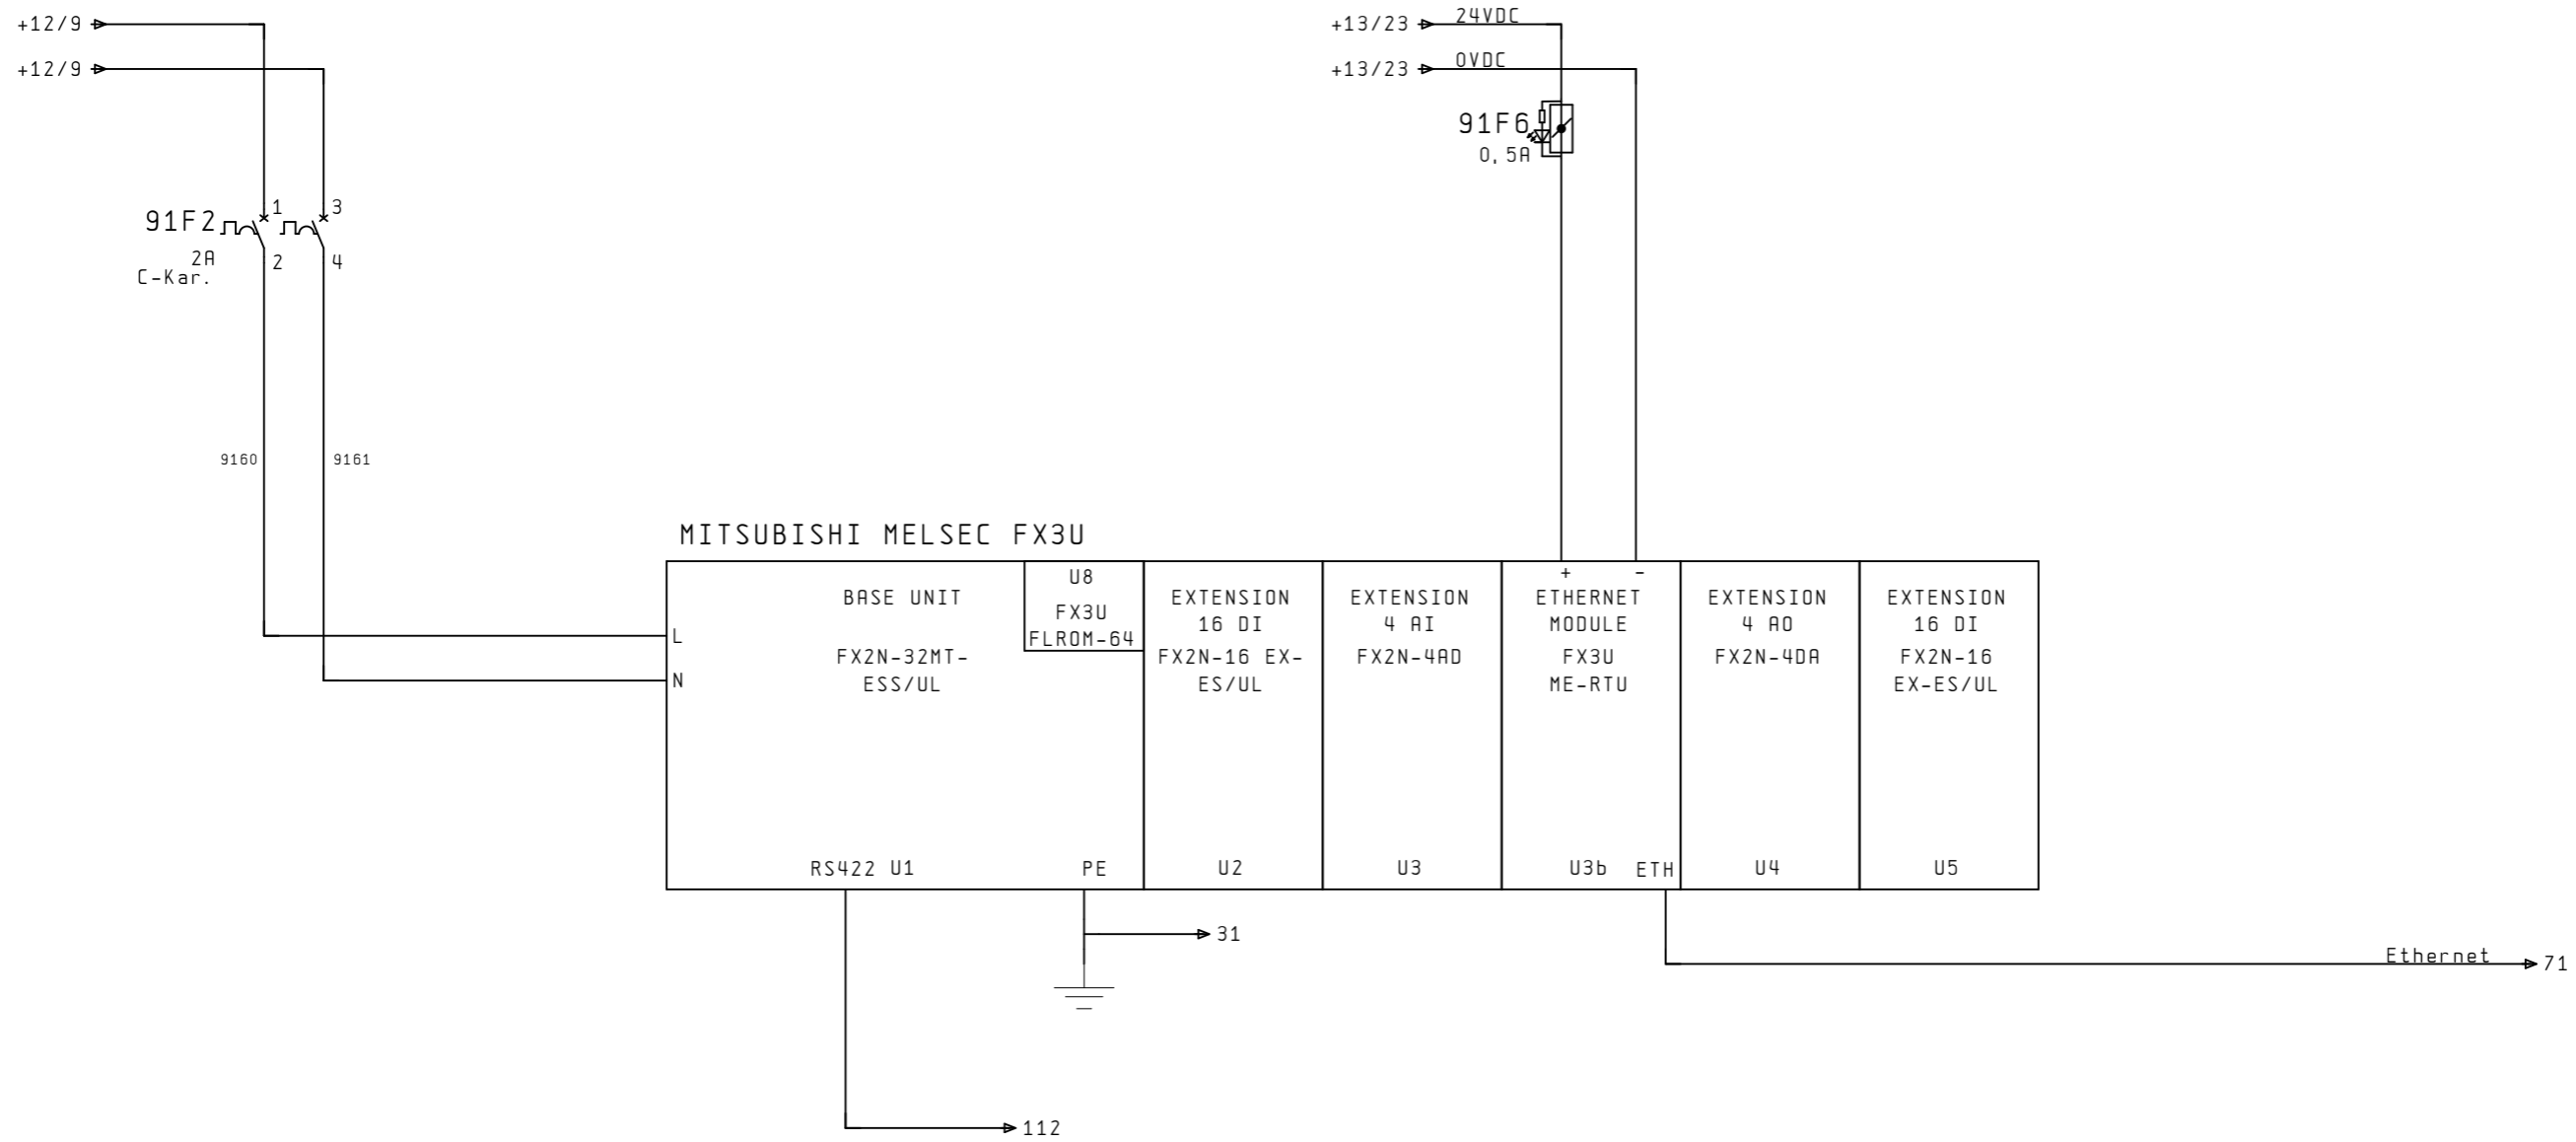 +12/9
+12/9
+13/23 24VDC
+13/23 0VDC
91F6
0,5A
91F2
2A
C-Kar.
1
3
2
4
9160
9161
MITSUBISHI MELSEC FX3U
L
N
BASE UNIT
FX2N-32MT-
ESS/UL
RS422 U1
PE
U8
FX3U
FLROM-64
EXTENSION
16 DI
FX2N-16 EX-
ES/UL
U2
EXTENSION
4 AI
FX2N-4AD
U3
+ -
ETHERNET
MODULE
FX3U
ME-RTU
U3b ETH
EXTENSION
4 AO
FX2N-4DA
U4
EXTENSION
16 DI
FX2N-16
EX-ES/UL
U5
31
Ethernet 71
112